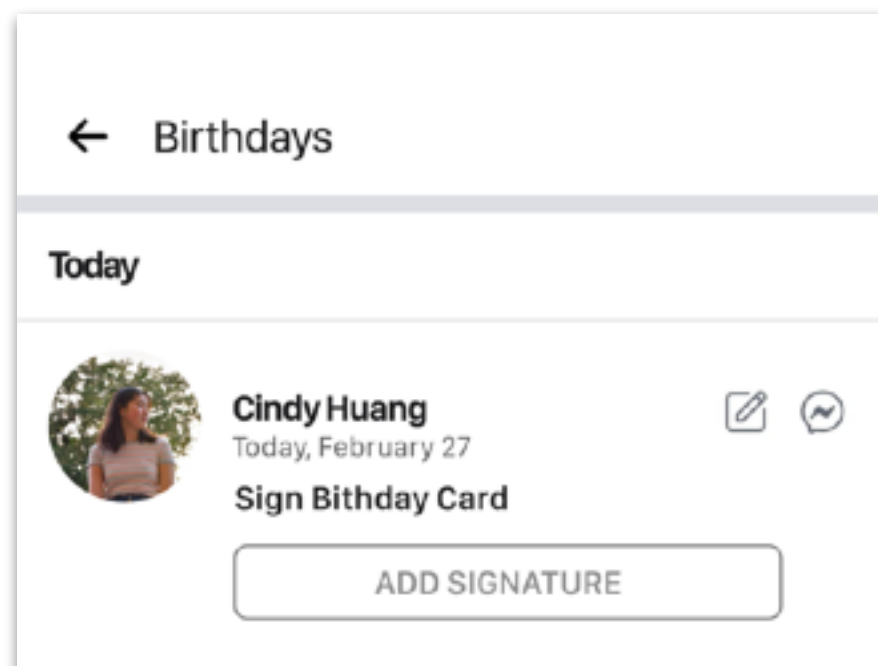 Birthdays
Today
Cindy Huang
Today, February 27
Sign Bithday Card
ADD SIGNATURE